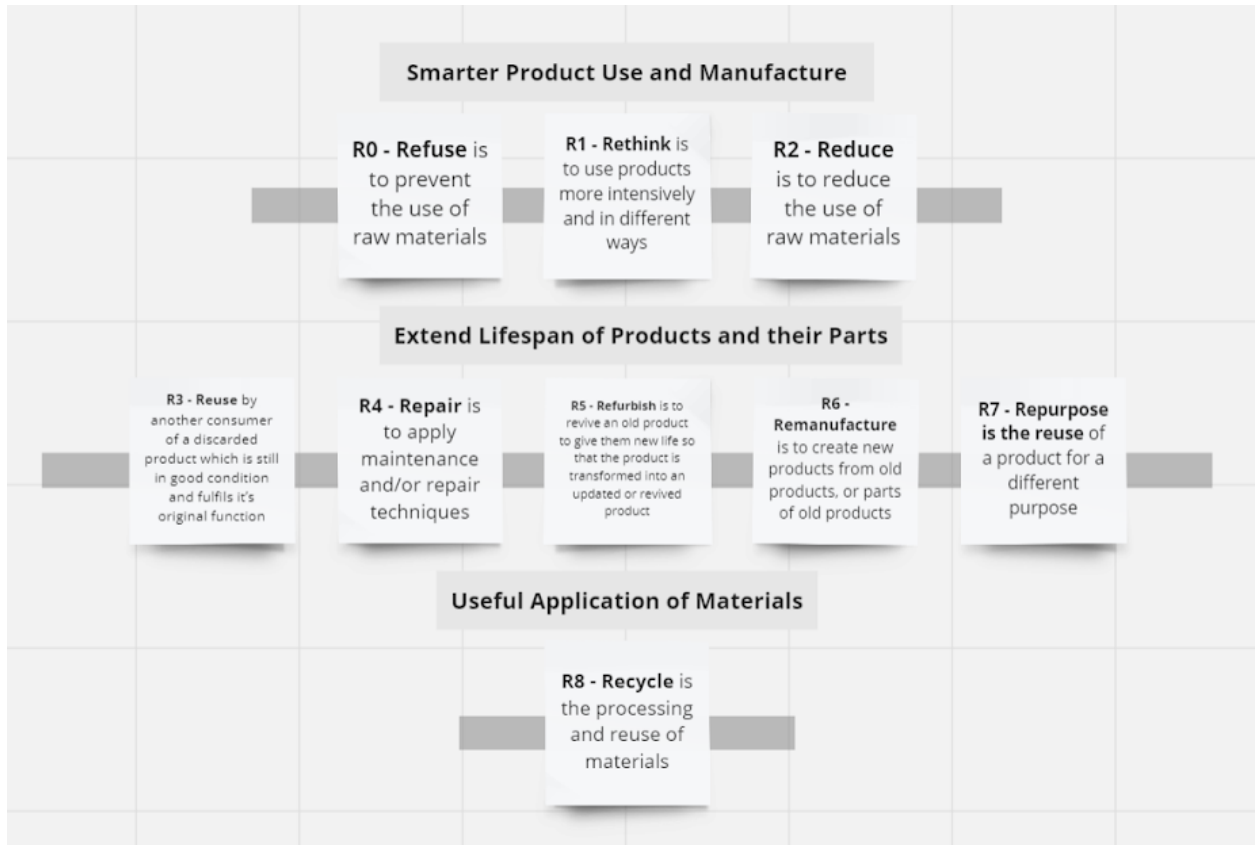 Smarter Product Use and Manufacture
R0 - Refuse is
to prevent
the use of
raw materials
R1 - Rethink is
to use products
more intensively
and in different
ways
R2 - Reduce
is to reduce
the use of
raw materials
Extend Lifespan of Products and their Parts
R3 - Reuse by
another consumer
of a discarded
product which is still
in good condition
and fulfils it's
original function
R4 - Repair is
to apply
maintenance
and/or repair
techniques
R5 - Refurbish is to
revive an old product
to give them new life so
that the product is
transformed into an
updated or revived
product
R6 -
Remanufacture
is to create new
products from old
products, or parts
of old products
R7 - Repurpose
is the reuse of
a product for a
different
purpose
Useful Application of Materials
R8 - Recycle is
the processing
and reuse of
materials